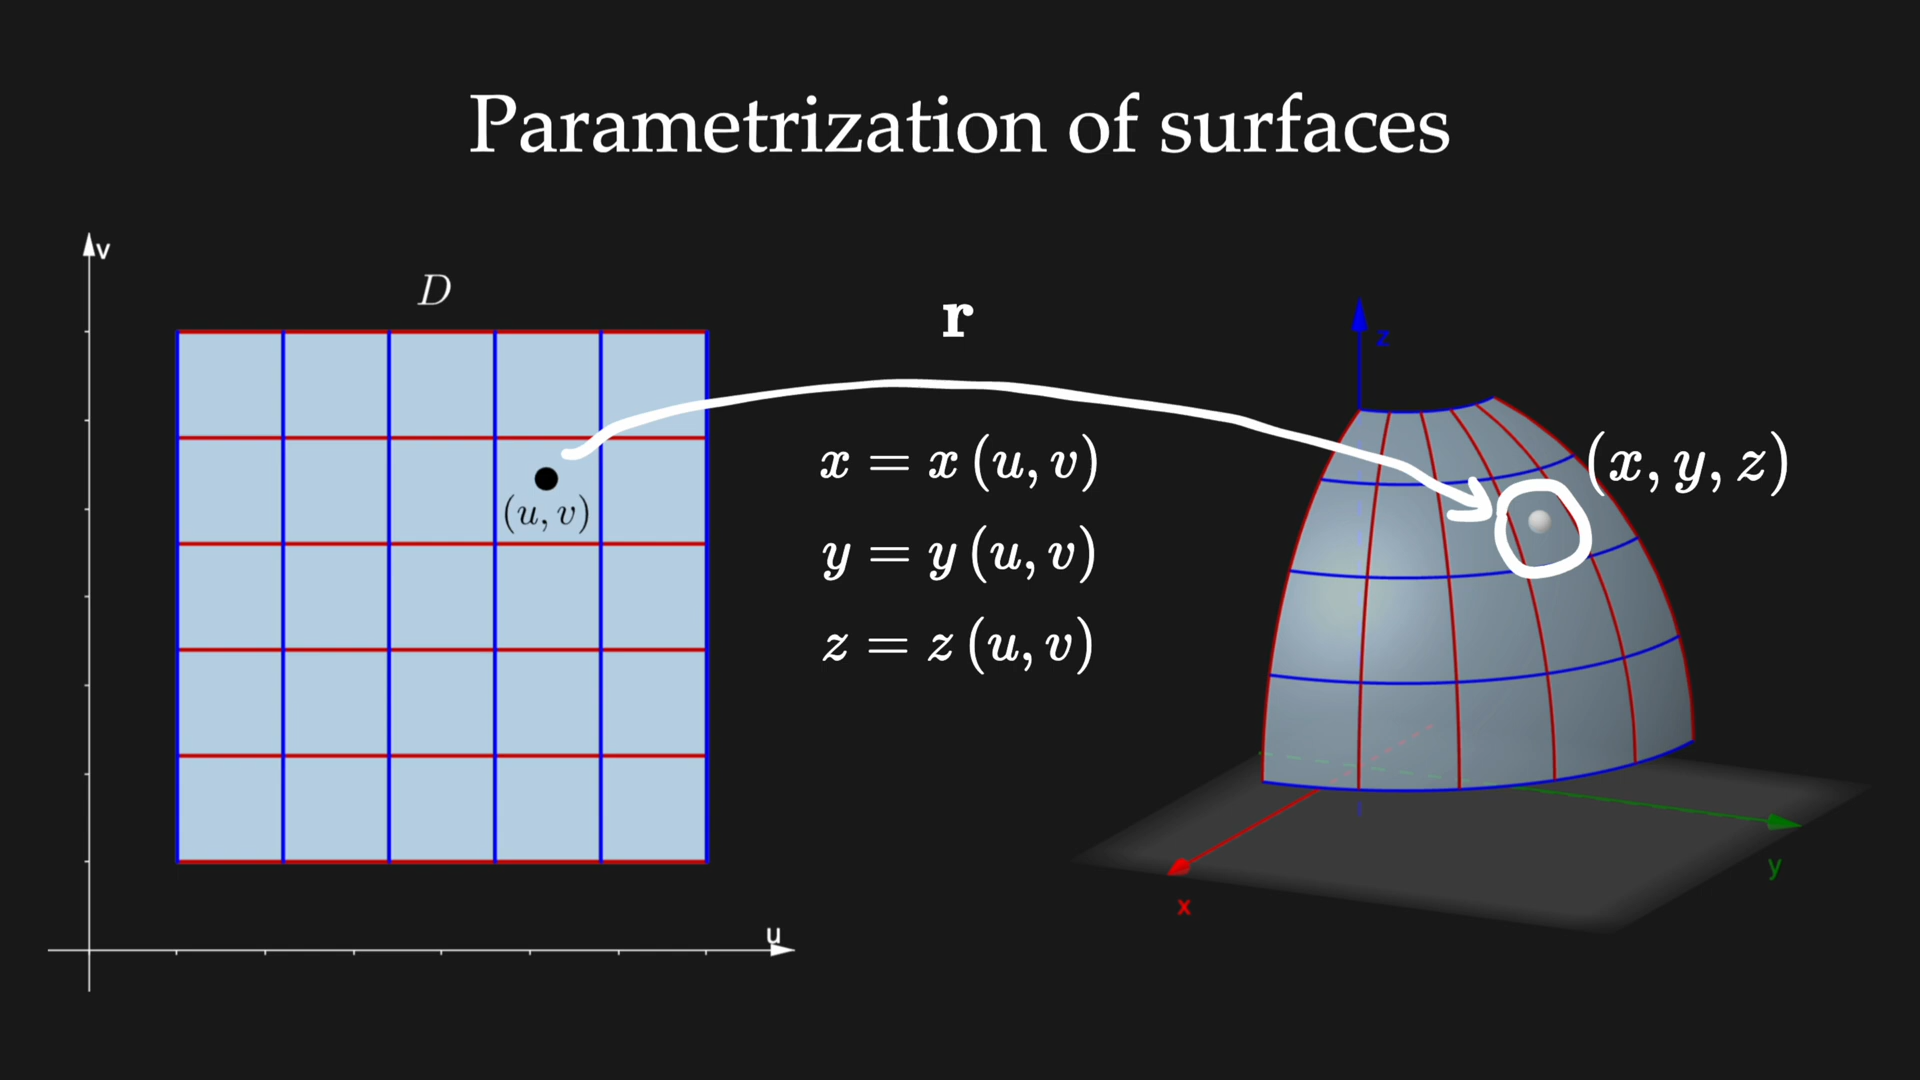 Parametrization of surfaces
v
D
r
z
(x, y, z)
x = x (u, v)
(u, v)
y = y (u, v)
z = z (u, v)
y
x
u